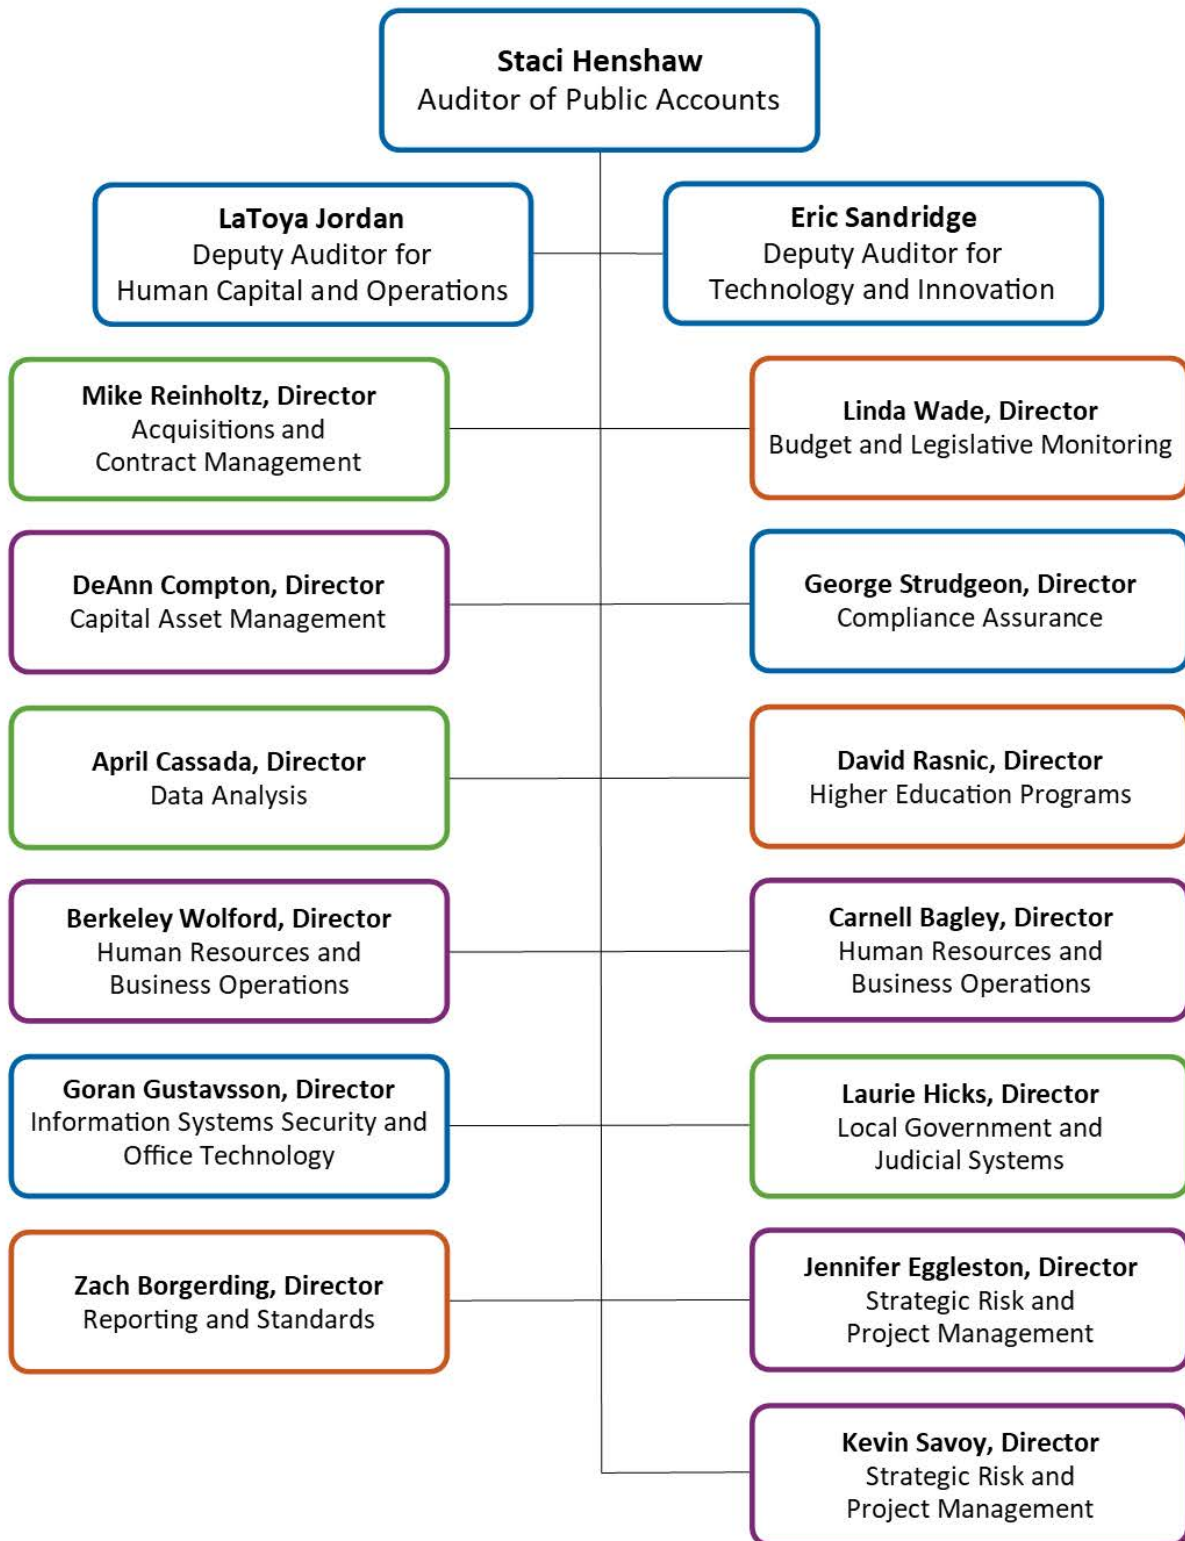 Staci Henshaw
Auditor of Public Accounts
LaToya Jordan
Deputy Auditor for
Human Capital and Operations
Eric Sandridge
Deputy Auditor for
Technology and Innovation
Mike Reinholtz, Director
Acquisitions and
Contract Management
Linda Wade, Director
Budget and Legislative Monitoring
DeAnn Compton, Director
Capital Asset Management
George Strudgeon, Director
Compliance Assurance
April Cassada, Director
Data Analysis
David Rasnic, Director
Higher Education Programs
Berkeley Wolford, Director
Human Resources and
Business Operations
Carnell Bagley, Director
Human Resources and
Business Operations
Goran Gustavsson, Director
Information Systems Security and
Office Technology
Laurie Hicks, Director
Local Government and
Judicial Systems
Zach Borgerding, Director
Reporting and Standards
Jennifer Eggleston, Director
Strategic Risk and
Project Management
Kevin Savoy, Director
Strategic Risk and
Project Management